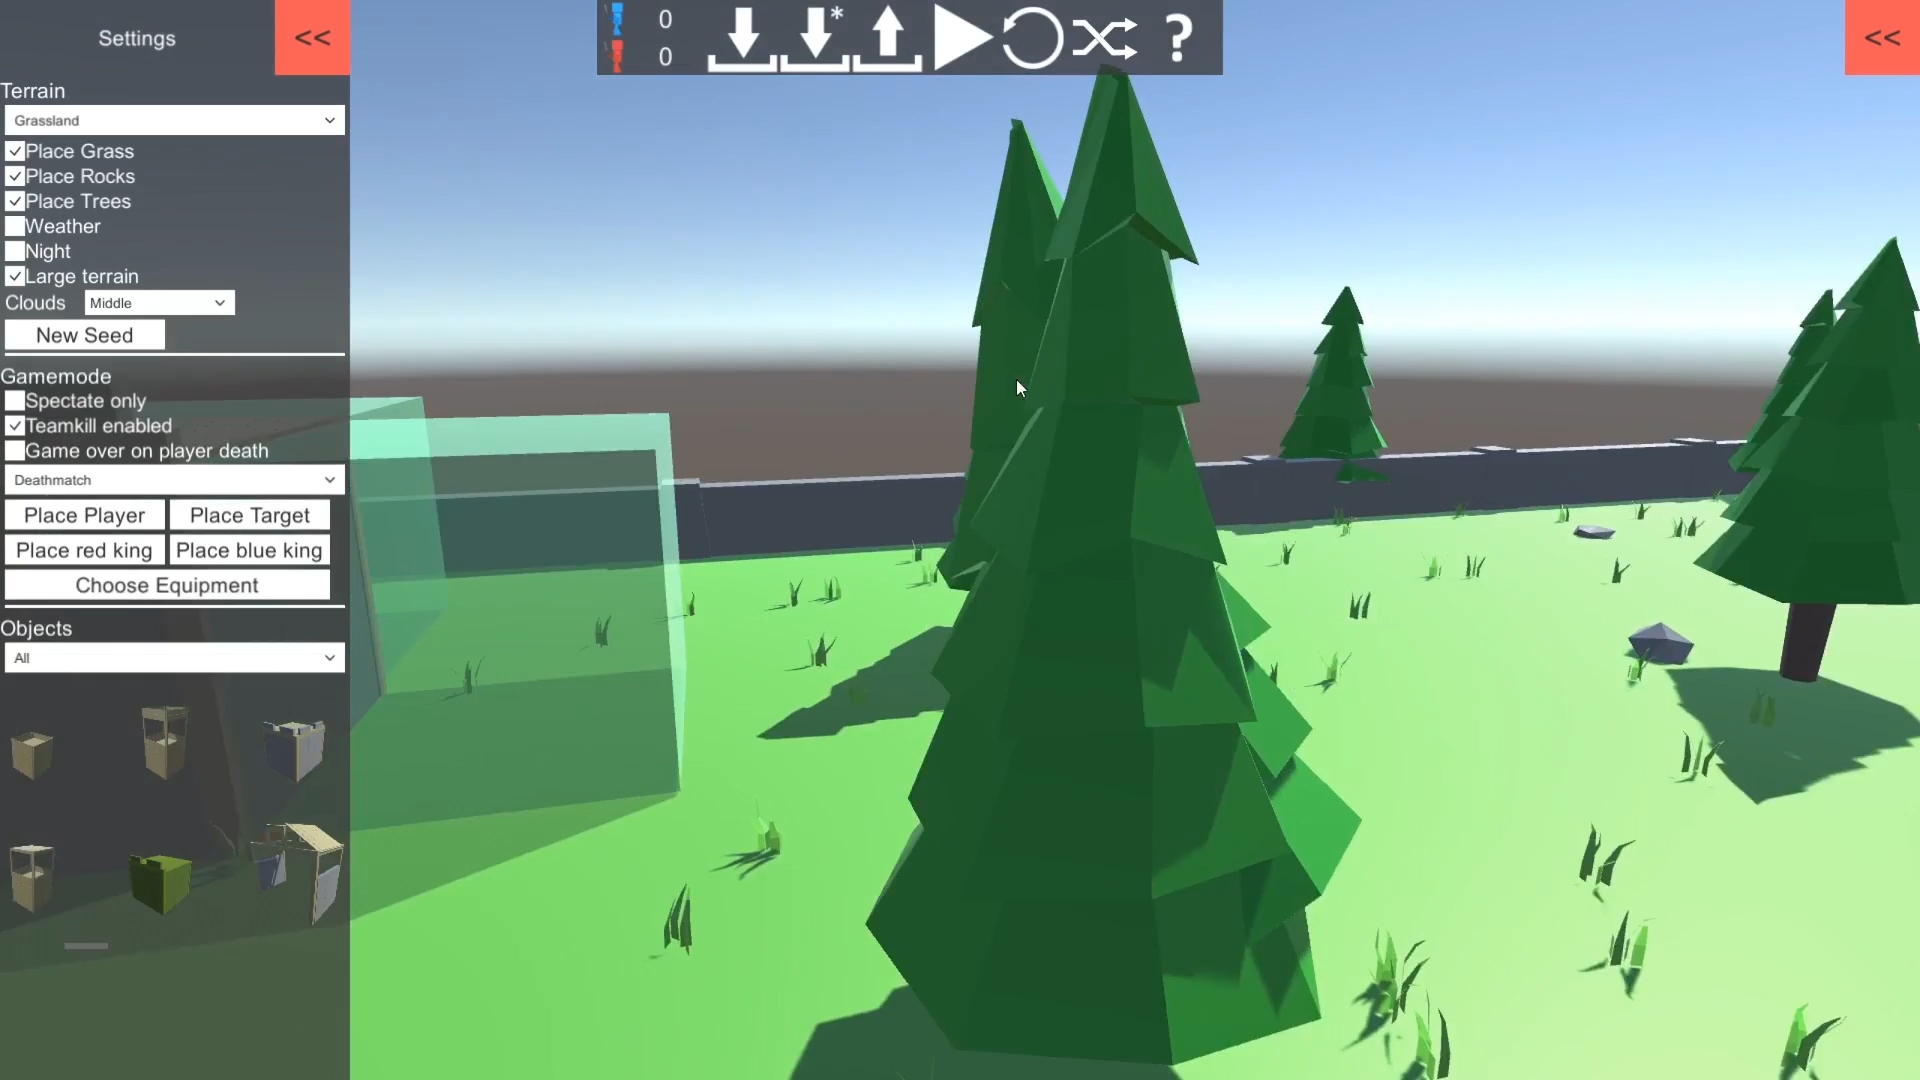 Settings
<<
0
0
*
?
<<
Terrain
Grassland
Place Grass
Place Rocks
Place Trees
Weather
Night
Large terrain
Clouds Middle
New Seed
Gamemode
Spectate only
Teamkill enabled
Game over on player death
Deathmatch
Place Player Place Target
Place red king Place blue king
Choose Equipment
Objects
All